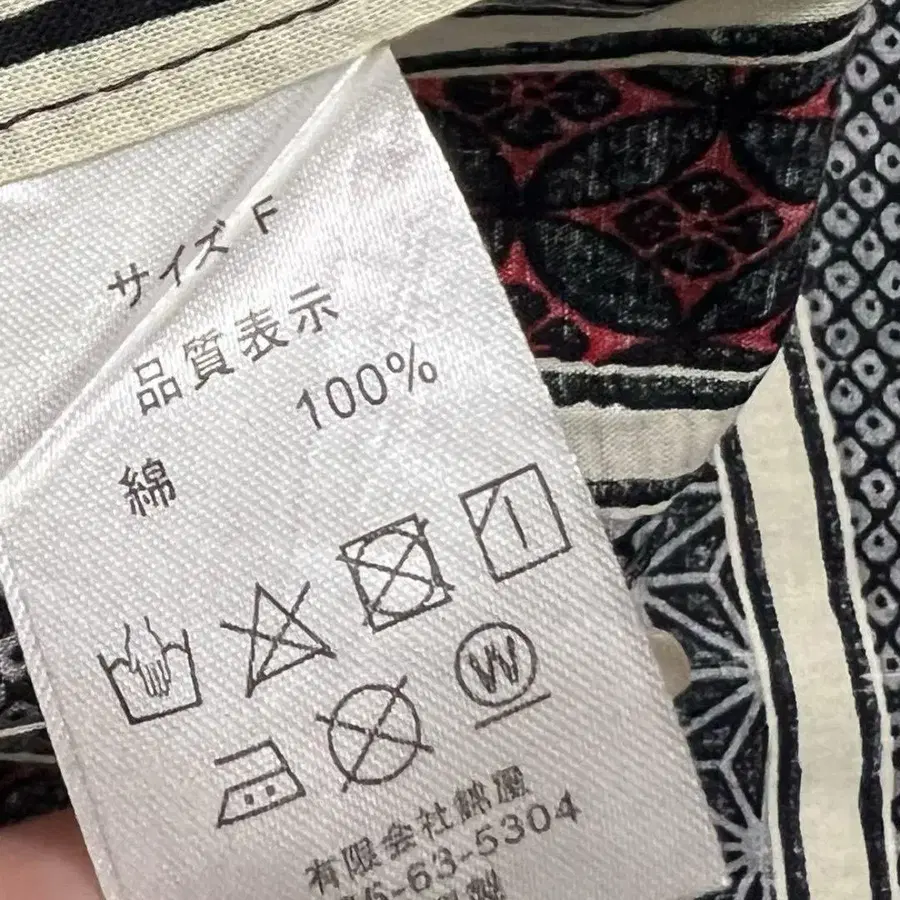 サイズ F
品質表示
綿 100%
W
有限会社
-63-5304